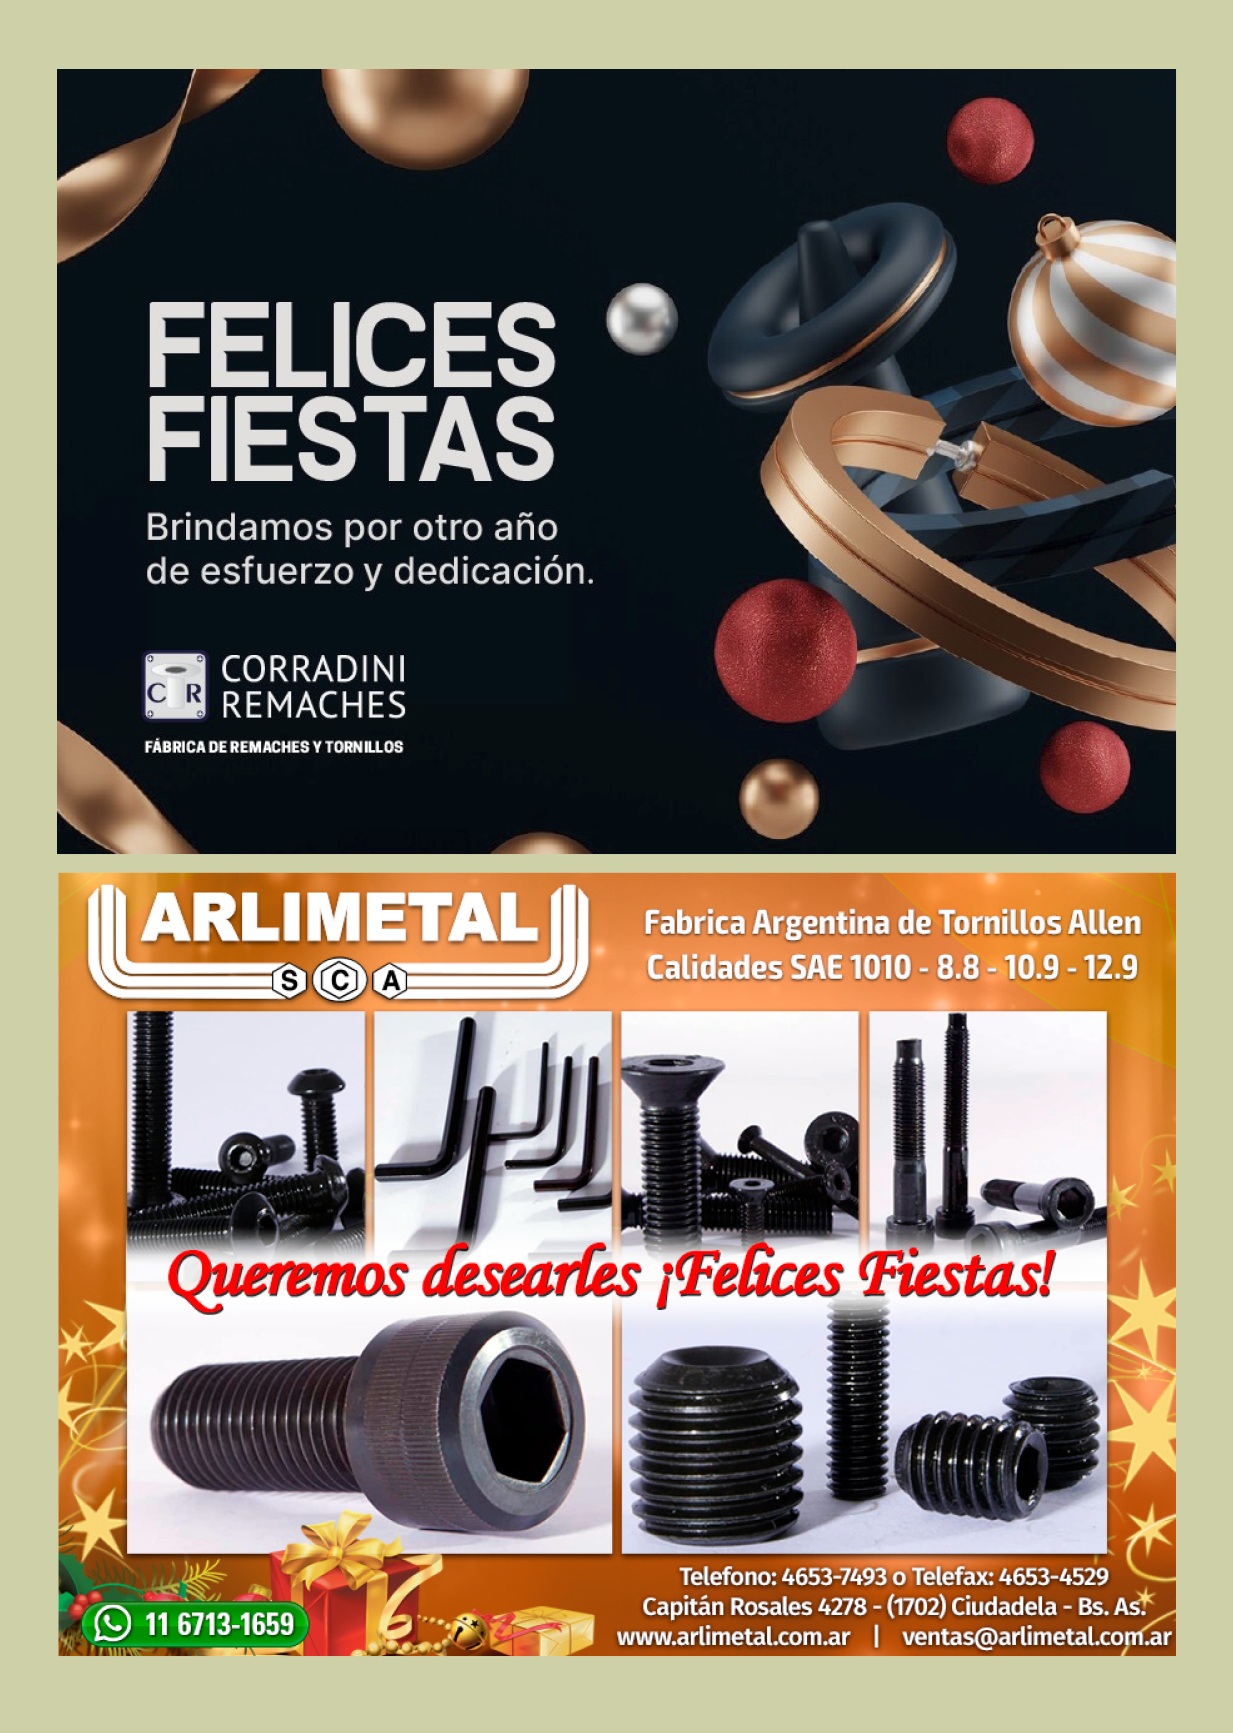 FELICES
FIESTAS
Brindamos por otro año
de esfuerzo y dedicación.
C R
CORRADINI
REMACHES
FÁBRICA DE REMACHES Y TORNILLOS
ARLIMETAL
S C A
Fabrica Argentina de Tornillos Allen
Calidades SAE 1010 - 8.8 - 10.9 - 12.9
Queremos desearles ¡Felices Fiestas!
11 6713-1659
Telefono: 4653-7493 o Telefax: 4653-4529
Capitán Rosales 4278 - (1702) Ciudadela - Bs. As.
www.arlimetal.com.ar | ventas@arlimetal.com.ar